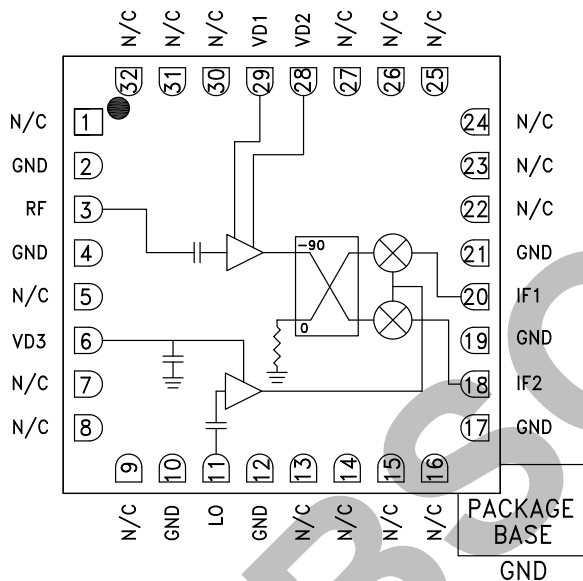 N/C N/C N/C VD1 VD2 N/C N/C N/C
32 31 30 29 28 27 26 25
N/C 1 24 N/C
GND 2 23 N/C
RF 3 22 N/C
GND 4 -90 21 GND
N/C 5 20 IF1
VD3 6 0 19 GND
N/C 7 18 IF2
N/C 8 17 GND
9 10 11 12 13 14 15 16
N/C GND LO GND N/C N/C N/C N/C
PACKAGE
BASE
GND